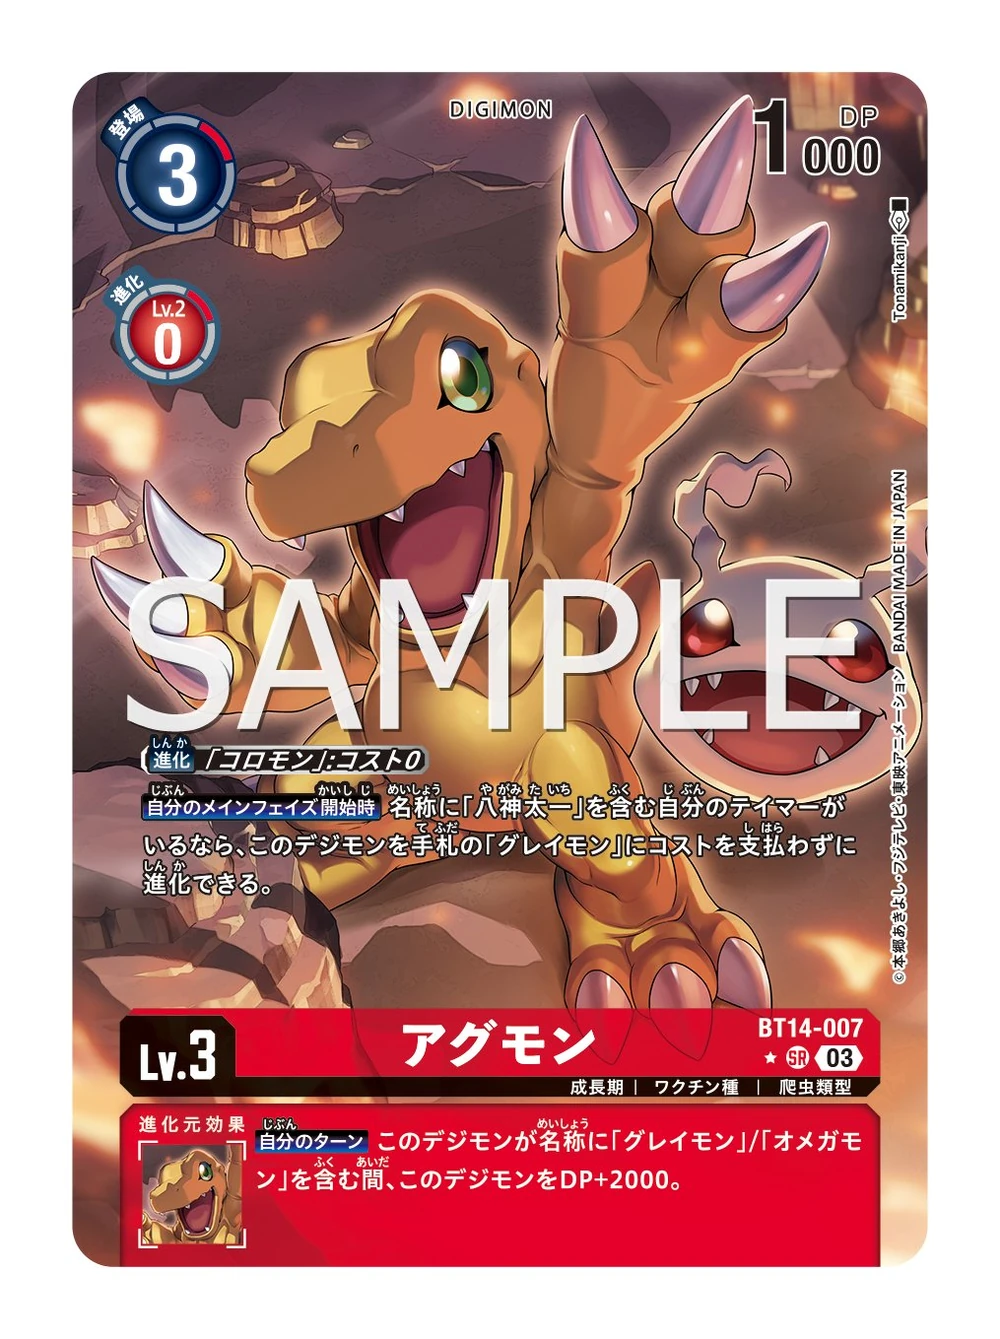 登場
3
DIGIMON
DP
1000
進化
Lv.2
0
Tonamikanji
SAMPLE
進化 「コロモン」:コスト0
自分のメインフェイズ開始時 名称に「八神太一」を含む自分のテイマーが
いるなら、このデジモンを手札の「グレイモン」にコストを支払わずに
進化できる。
©本郷あきよし・フジテレビ・東映アニメーション BANDAI MADE IN JAPAN
Lv.3
アグモン
BT14-007
SR 03
成長期 | ワクチン種 | 爬虫類型
進化元効果
自分のターン このデジモンが名称に「グレイモン」/「オメガモ
ン」を含む間、このデジモンをDP+2000。